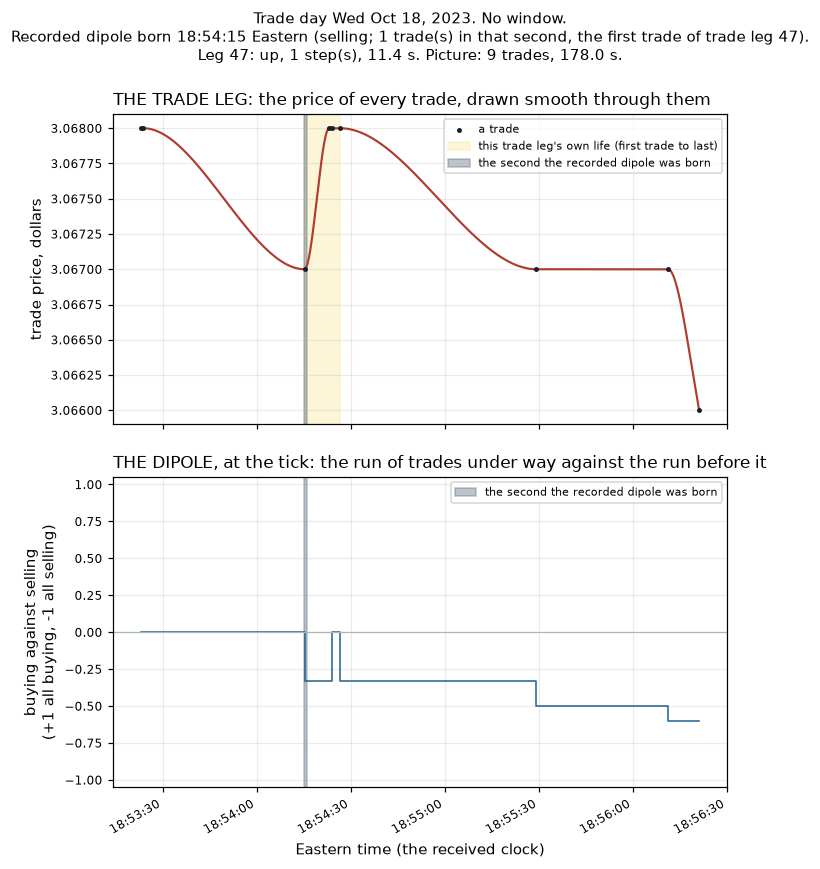 Trade day Wed Oct 18, 2023. No window.
Recorded dipole born 18:54:15 Eastern (selling; 1 trade(s) in that second, the first trade of trade leg 47).
Leg 47: up, 1 step(s), 11.4 s. Picture: 9 trades, 178.0 s.
THE TRADE LEG: the price of every trade, drawn smooth through them
trade price, dollars
3.06800
3.06775
3.06750
3.06725
3.06700
3.06675
3.06650
3.06625
3.06600
a trade
this trade leg's own life (first trade to last)
the second the recorded dipole was born
THE DIPOLE, at the tick: the run of trades under way against the run before it
buying against selling
(+1 all buying, -1 all selling)
1.00
0.75
0.50
0.25
0.00
−0.25
−0.50
−0.75
−1.00
the second the recorded dipole was born
18:53:30
18:54:00
18:54:30
18:55:00
18:55:30
18:56:00
18:56:30
Eastern time (the received clock)